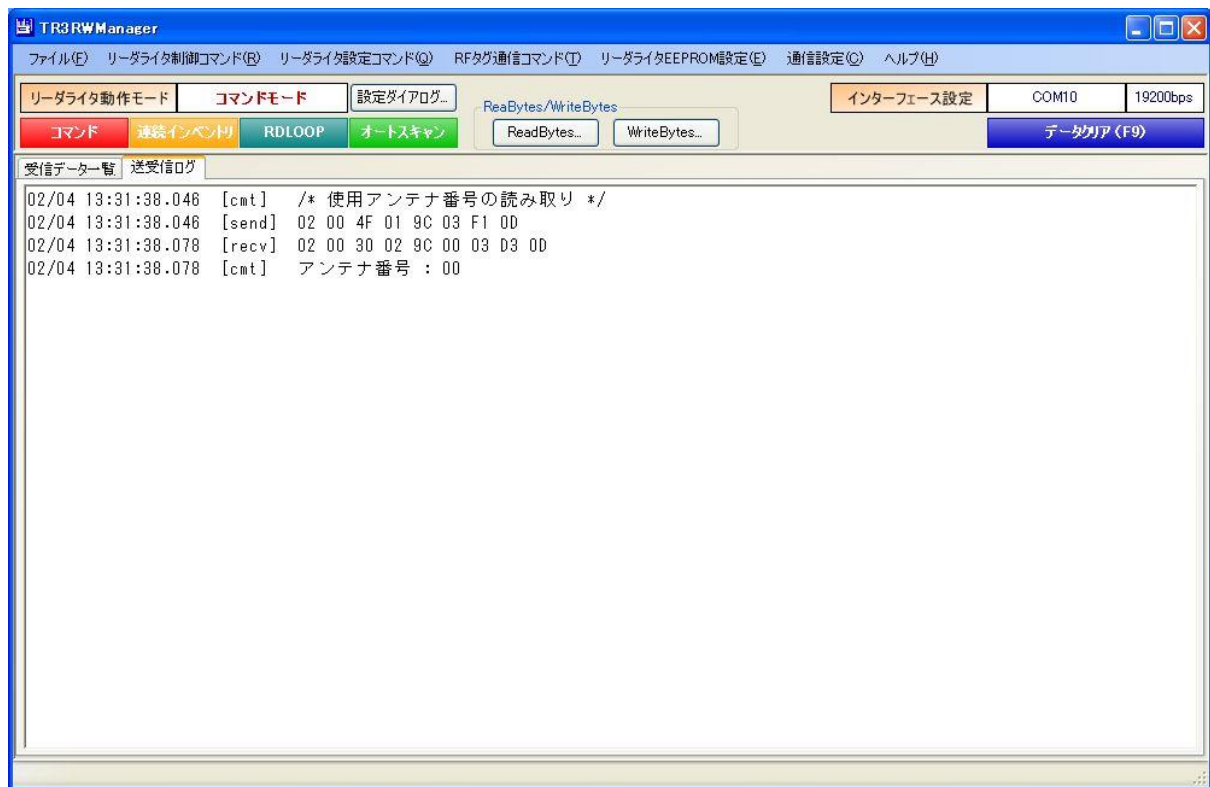 TR3RWManager
ファイル(F) リーダライタ制御コマンド(R) リーダライタ設定コマンド(Q) RFタグ通信コマンド(T) リーダライタEEPROM設定(E) 通信設定(C) ヘルプ(H)
リーダライタ動作モード コマンドモード 設定ダイアログ... ReaBytes/WriteBytes インターフェース設定 COM10 19200bps
コマンド 連続インベントリ RDLOOP オートスキャン ReadBytes... WriteBytes... データクリア(F9)
受信データ一覧 送受信ログ
02/04 13:31:38.046 [cmt] /* 使用アンテナ番号の読み取り */
02/04 13:31:38.046 [send] 02 00 4F 01 9C 03 F1 0D
02/04 13:31:38.078 [recv] 02 00 30 02 9C 00 03 D3 0D
02/04 13:31:38.078 [cmt] アンテナ番号 : 00